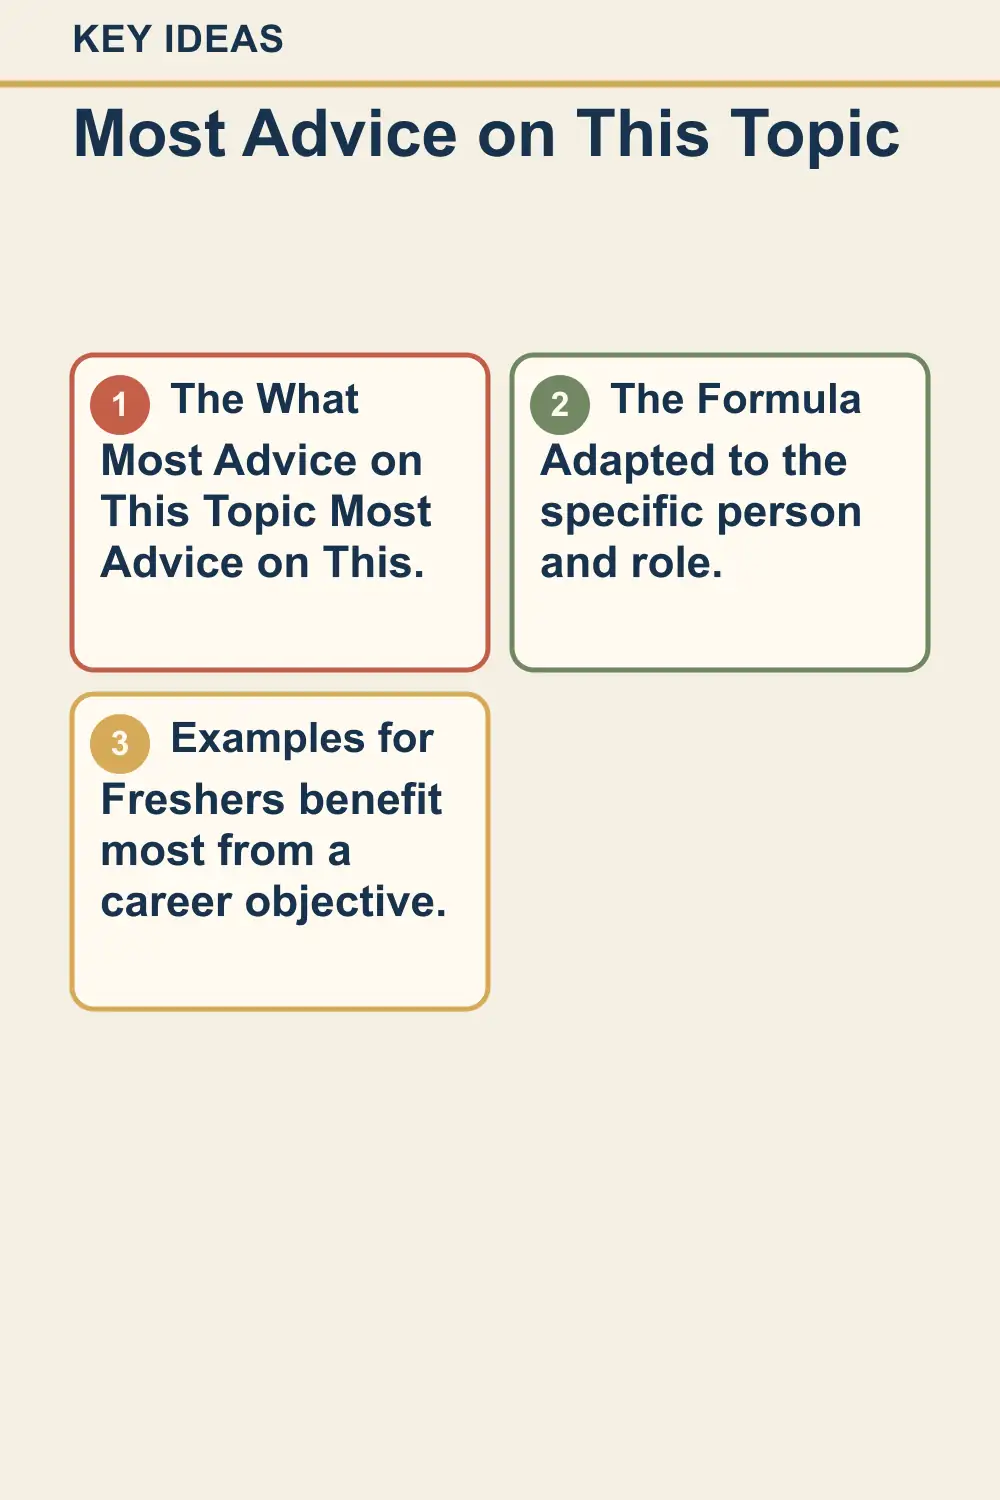 KEY IDEAS
Most Advice on This Topic
1 The What
Most Advice on
This Topic Most
Advice on This.
2 The Formula
Adapted to the
specific person
and role.
3 Examples for
Freshers benefit
most from a
career objective.